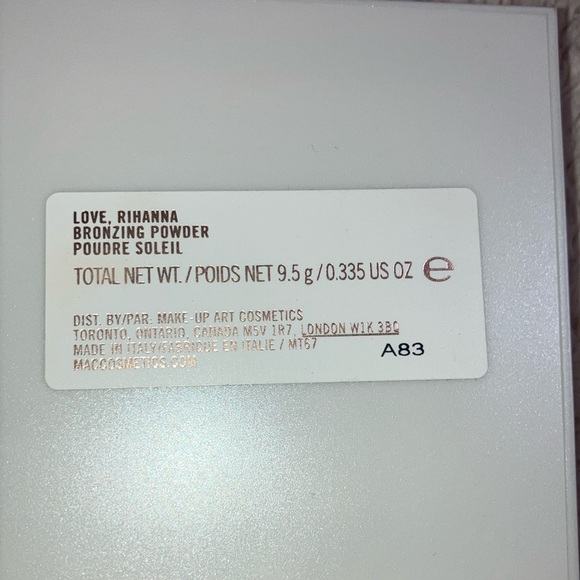 LOVE, RIHANNA
BRONZING POWDER
POUDRE SOLEIL
TOTAL NET WT./POIDS NET 9.5 g/0.335 US OZ ℮
DIST. BY/PAR: MAKE-UP ART COSMETICS
TORONTO, ONTARIO, CANADA M5V 1R7, LONDON W1K 3BQ
MADE IN ITALY/FABRIQUE EN ITALIE / MT67
MACCOSMETICS.COM
A83